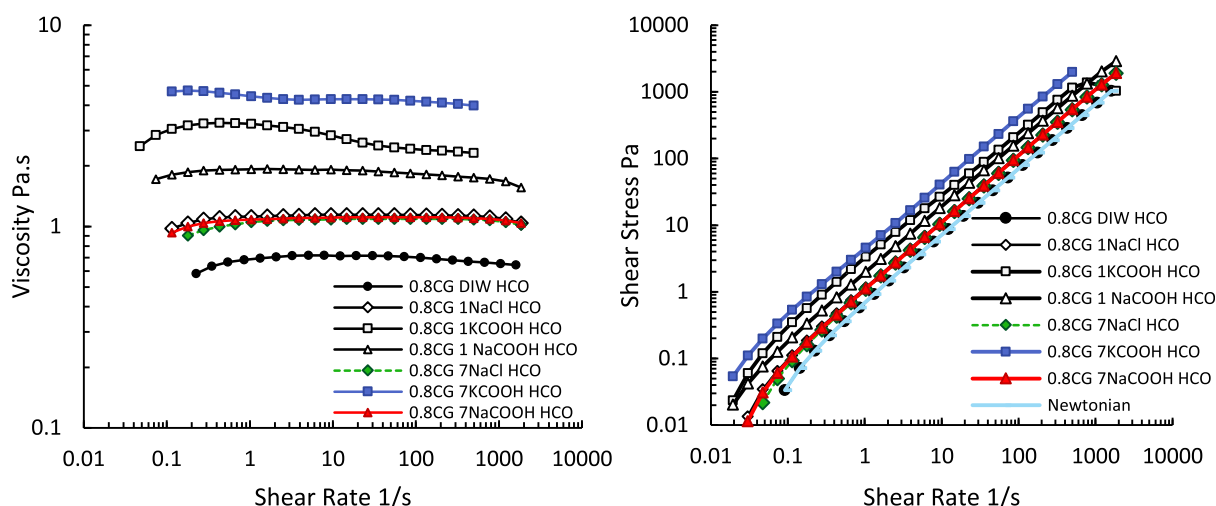 Viscosity Pa.s
10
1
0.1
0.01
0.1
1
10
100
1000
10000
Shear Rate 1/s
0.8CG DIW HCO
0.8CG 1NaCl HCO
0.8CG 1KCOOH HCO
0.8CG 1 NaCOOH HCO
0.8CG 7NaCl HCO
0.8CG 7KCOOH HCO
0.8CG 7NaCOOH HCO
Shear Stress Pa
10000
1000
100
10
1
0.1
0.01
0.01
0.1
1
10
100
1000
10000
Shear Rate 1/s
0.8CG DIW HCO
0.8CG 1NaCl HCO
0.8CG 1KCOOH HCO
0.8CG 1 NaCOOH HCO
0.8CG 7NaCl HCO
0.8CG 7KCOOH HCO
0.8CG 7NaCOOH HCO
Newtonian